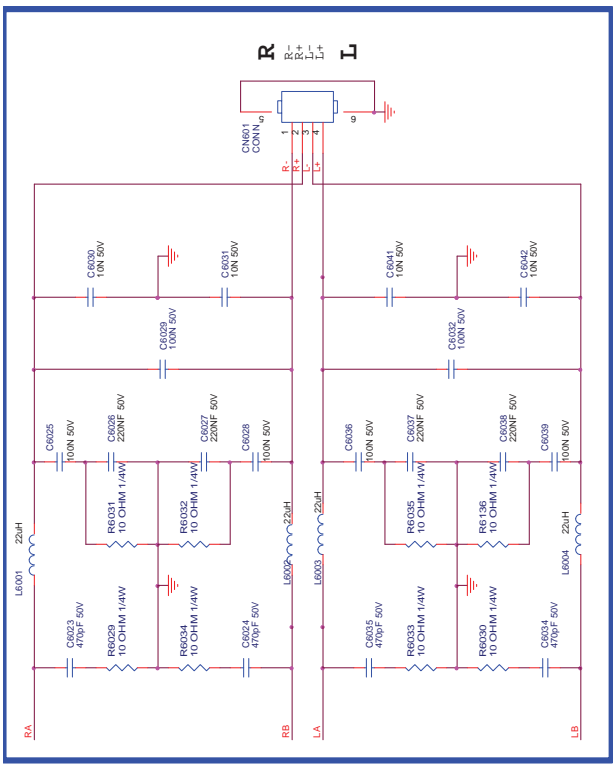 R
R-
R+
L-
L+
L
5
6
CN601
CONN
1
2
3
4
R-
R+
L-
L+
C6030
10N 50V
C6031
10N 50V
C6041
10N 50V
C6042
10N 50V
C6029
100N 50V
C6032
100N 50V
C6025
100N 50V
C6026
220NF 50V
C6027
220NF 50V
C6028
100N 50V
C6036
100N 50V
C6037
220NF 50V
C6038
220NF 50V
C6039
100N 50V
R6031
10 OHM 1/4W
R6032
10 OHM 1/4W
R6035
10 OHM 1/4W
R6136
10 OHM 1/4W
22uH
L6001
22uH
L6002
22uH
L6003
22uH
L6004
C6023
470pF 50V
R6029
10 OHM 1/4W
R6034
10 OHM 1/4W
C6024
470pF 50V
C6035
470pF 50V
R6033
10 OHM 1/4W
R6030
10 OHM 1/4W
C6034
470pF 50V
RA
RB
LA
LB